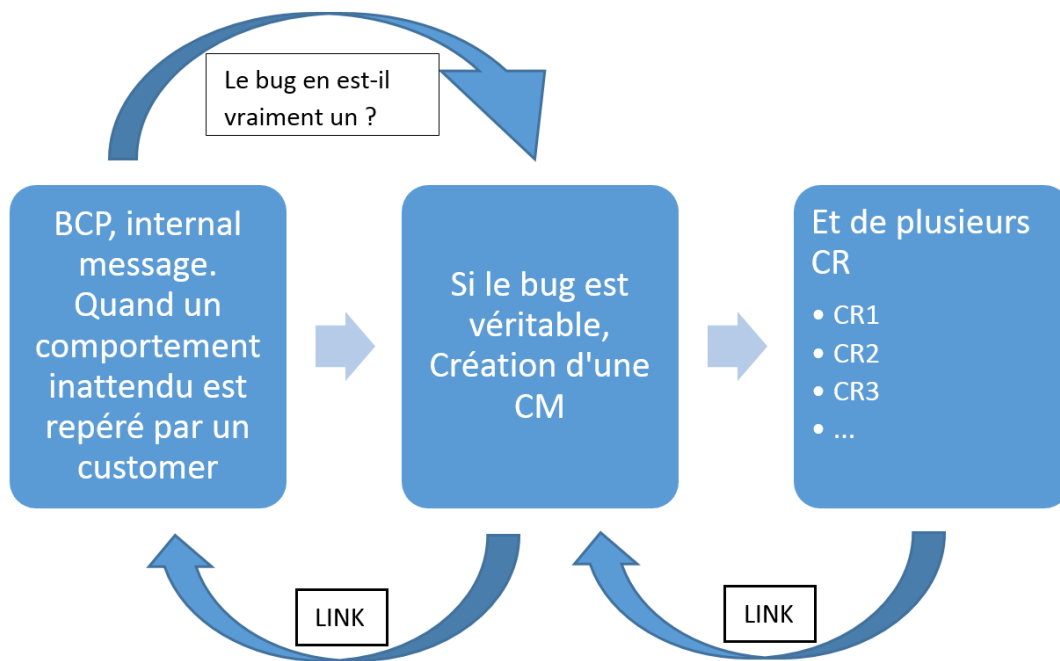 Le bug en est-il
vraiment un ?
BCP, internal
message.
Quand un
comportement
inattendu est
repéré par un
customer
Si le bug est
véritable,
Création d'une
CM
Et de plusieurs
CR
• CR1
• CR2
• CR3
• ...
LINK
LINK